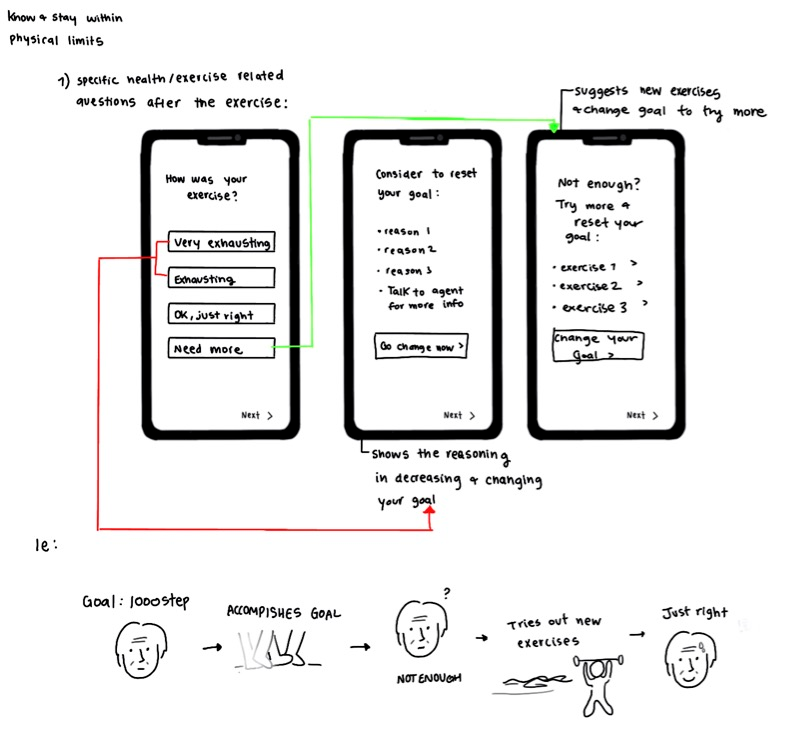 Know & stay within
physical limits
1) specific health/exercise related
questions after the exercise:
suggests new exercises
& change goal to try more
How was your
exercise?
Very exhausting
Exhausting
OK, just right
Need more
Next >
Consider to reset
your goal:
• reason 1
• reason 2
• reason 3
• Talk to agent
for more info
Go change now >
Next >
Not enough?
Try more &
reset your
goal:
• exercise 1 >
• exercise 2 >
• exercise 3 >
Change your
Goal >
Next >
shows the reasoning
in decreasing & changing
your goal
Ie:
Goal: 1000step
ACCOMPISHES GOAL
?
NOT ENOUGH
Tries out new
exercises
Just right